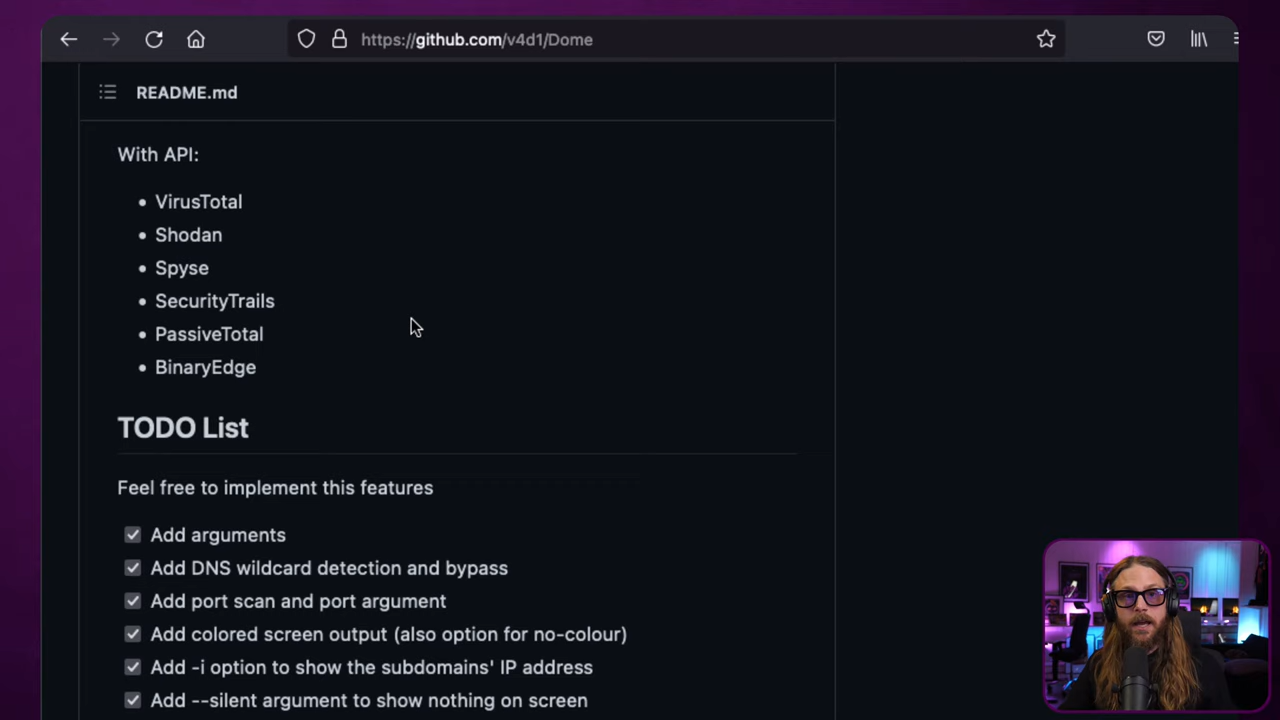 https://github.com/v4d1/Dome
README.md
With API:
• VirusTotal
• Shodan
• Spyse
• SecurityTrails
• PassiveTotal
• BinaryEdge
TODO List
Feel free to implement this features
Add arguments
Add DNS wildcard detection and bypass
Add port scan and port argument
Add colored screen output (also option for no-colour)
Add -i option to show the subdomains' IP address
Add --silent argument to show nothing on screen